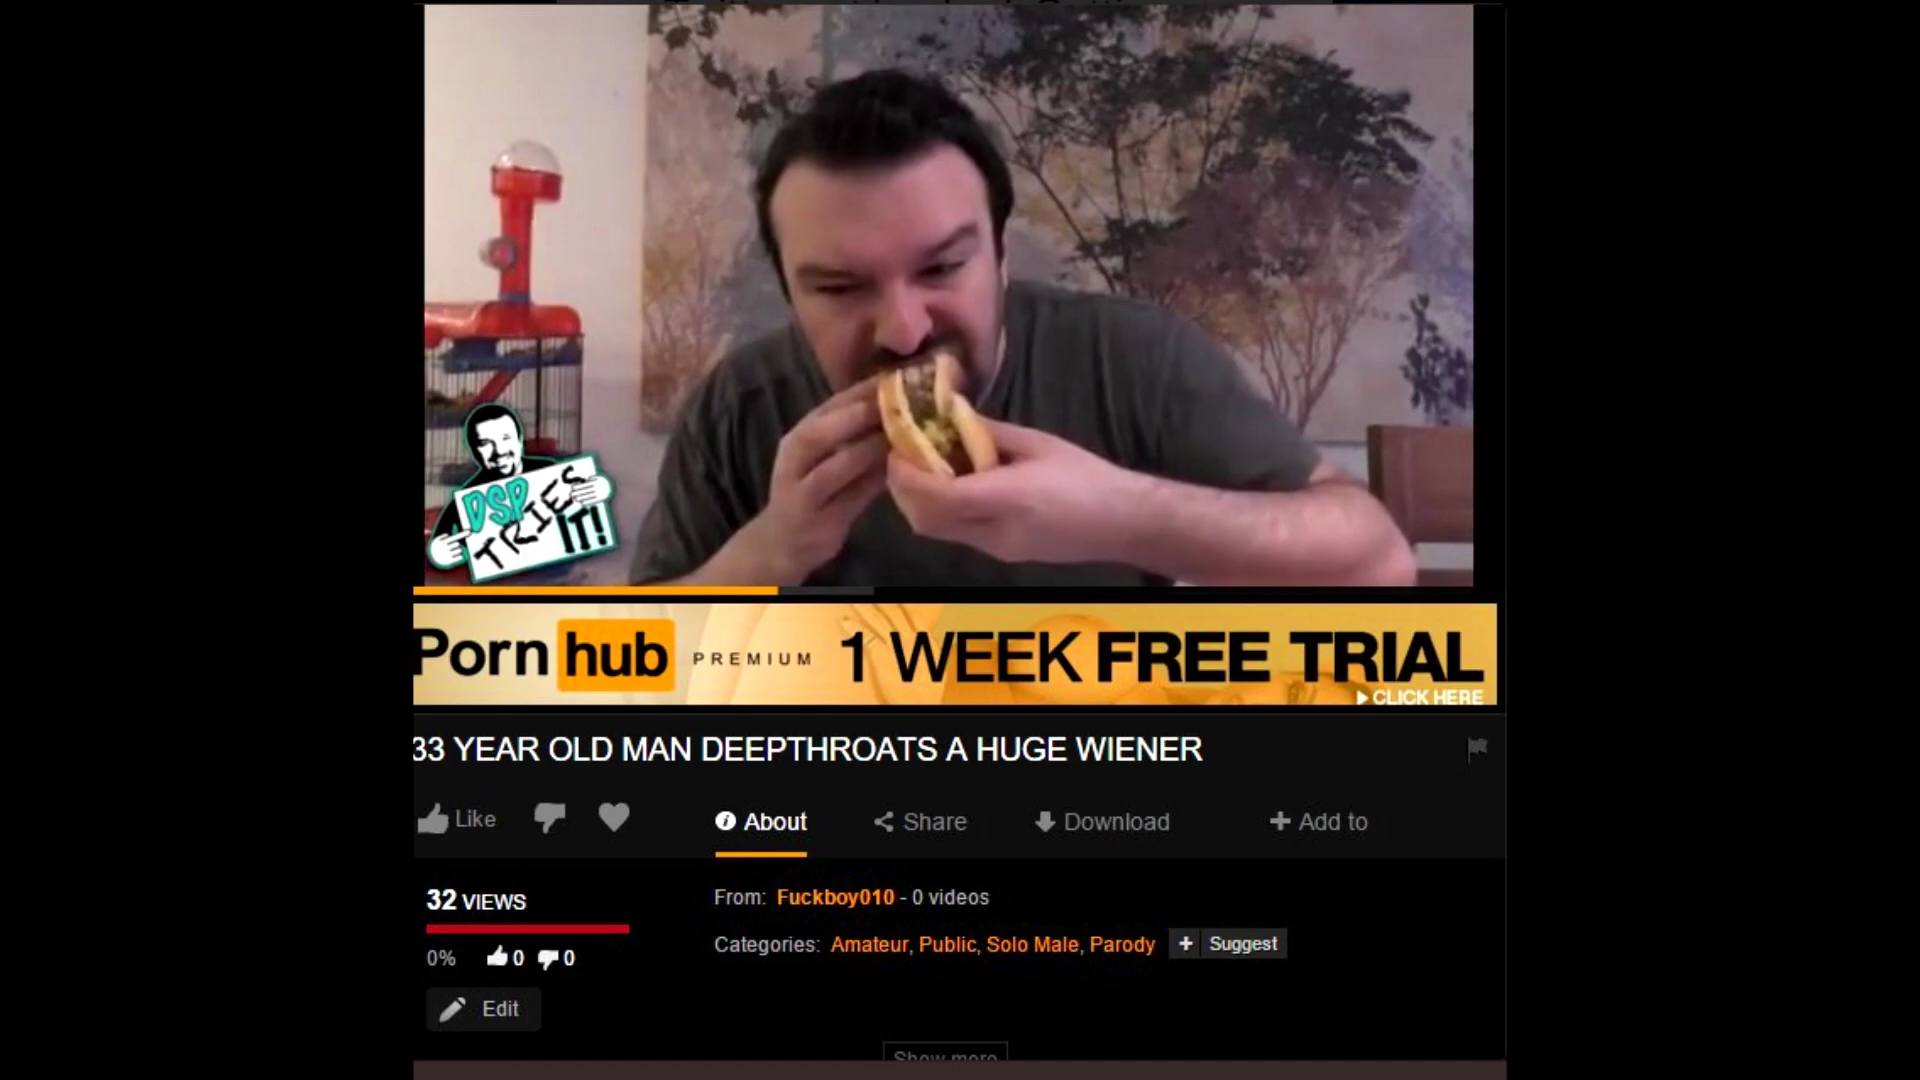 DSP
TRIES
IT!
Porn hub PREMIUM 1 WEEK FREE TRIAL
CLICK HERE
33 YEAR OLD MAN DEEPTHROATS A HUGE WIENER
Like About Share Download Add to
32 VIEWS
0% 0 0
Edit
From: Fuckboy010 - 0 videos
Categories: Amateur, Public, Solo Male, Parody + Suggest
Show more